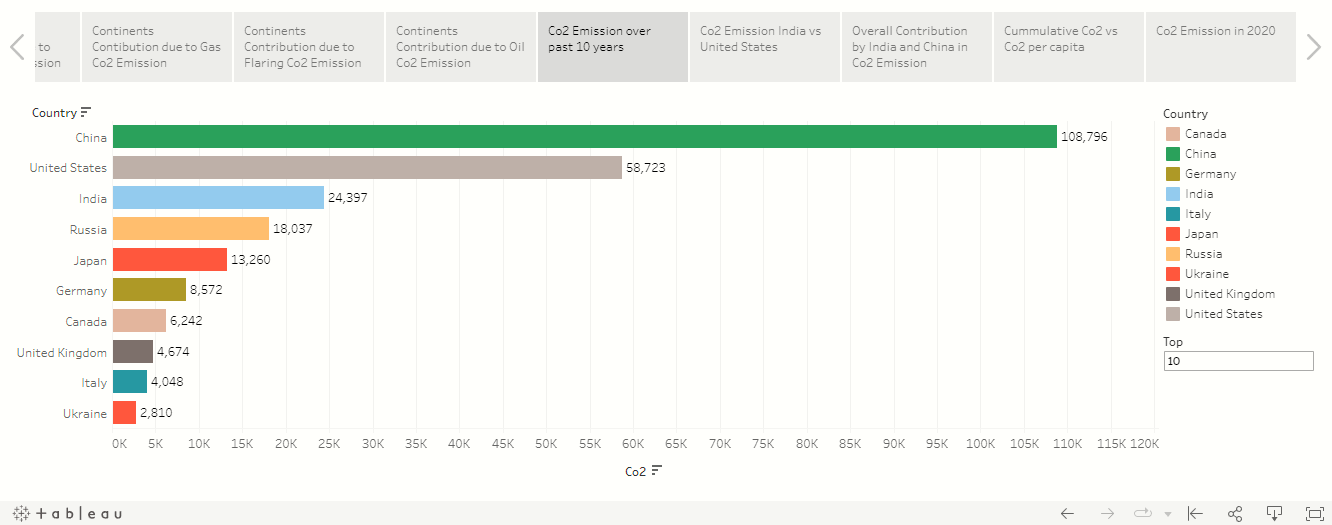 to
ssion
Continents
Contibution due to Gas
Co2 Emission
Continents
Contribution due to
Flaring Co2 Emission
Continents
Contribution due to Oil
Co2 Emission
Co2 Emission over
past 10 years
Co2 Emission India vs
United States
Overall Contribution
by India and China in
Co2 Emission
Cummulative Co2 vs
Co2 per capita
Co2 Emission in 2020
Country
China 108,796
United States 58,723
India 24,397
Russia 18,037
Japan 13,260
Germany 8,572
Canada 6,242
United Kingdom 4,674
Italy 4,048
Ukraine 2,810
0K 5K 10K 15K 20K 25K 30K 35K 40K 45K 50K 55K 60K 65K 70K 75K 80K 85K 90K 95K 100K 105K 110K 115K 120K
Co2
Country
Canada
China
Germany
India
Italy
Japan
Russia
Ukraine
United Kingdom
United States
Top
10
+ableau